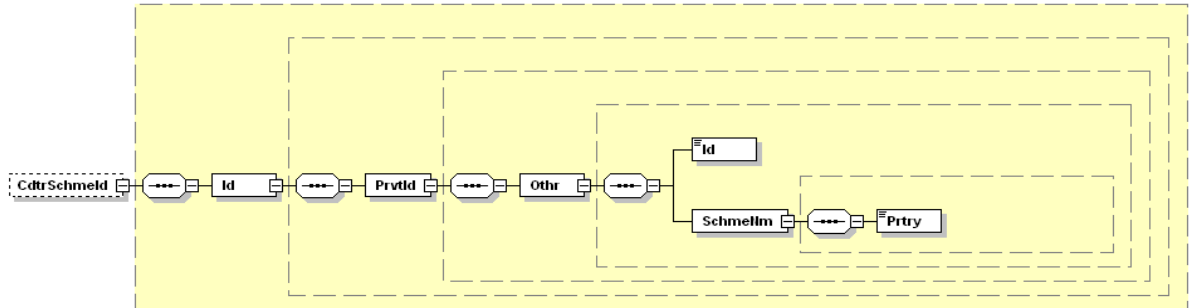 Id
CdtrSchmeId
Id
PrvtId
Othr
SchmeNm
Prtry